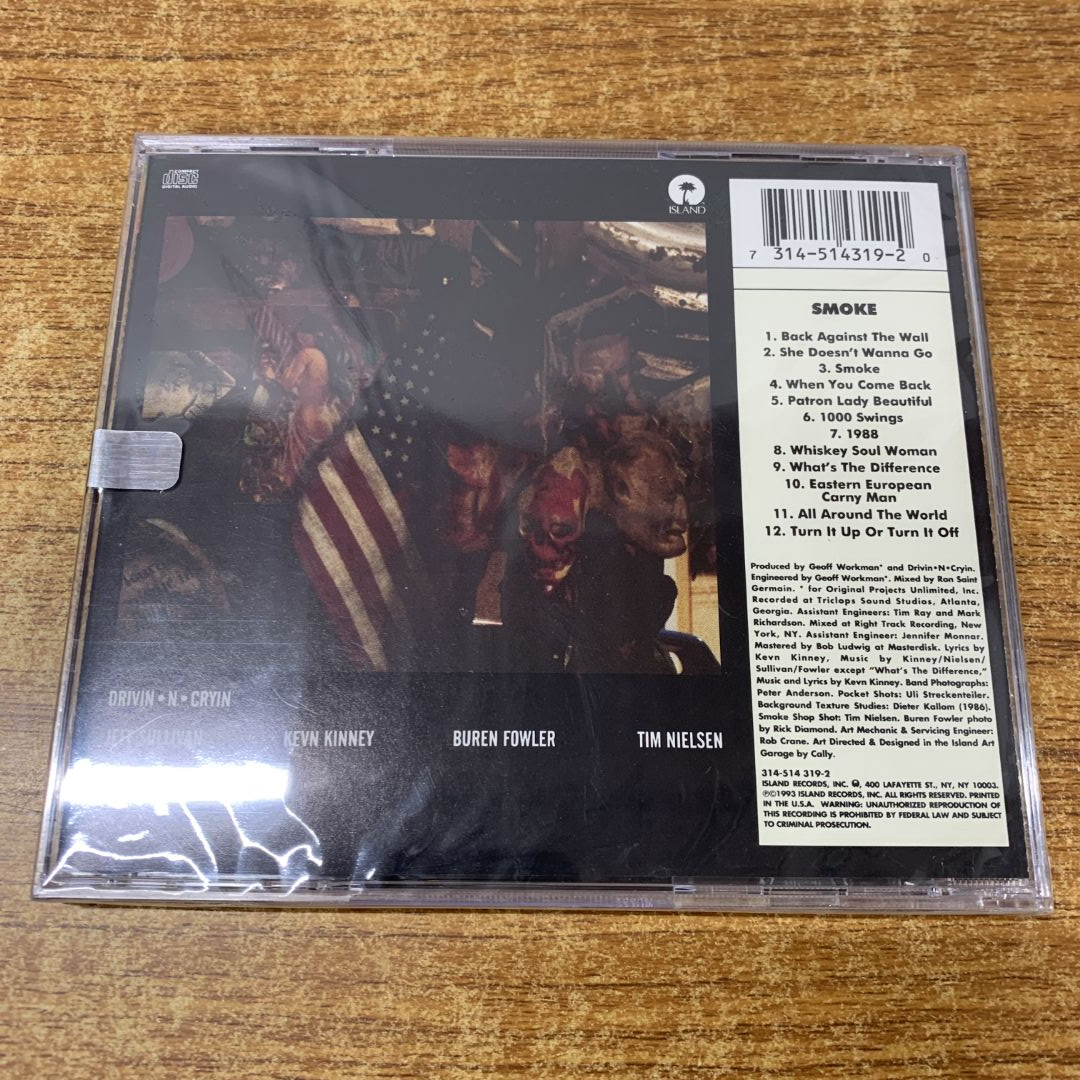 COMPACT
disc
DIGITAL AUDIO
ISLAND
7 314-514319-2 0
SMOKE
1. Back Against The Wall
2. She Doesn't Wanna Go
3. Smoke
4. When You Come Back
5. Patron Lady Beautiful
6. 1000 Swings
7. 1988
8. Whiskey Soul Woman
9. What's The Difference
10. Eastern European
Carny Man
11. All Around The World
12. Turn It Up Or Turn It Off
Produced by Geoff Workman* and Drivin•N•Cryin.
Engineered by Geoff Workman*. Mixed by Ron Saint
Germain. * for Original Projects Unlimited, Inc.
Recorded at Triclops Sound Studios, Atlanta,
Georgia. Assistant Engineers: Tim Ray and Mark
Richardson. Mixed at Right Track Recording, New
York, NY. Assistant Engineer: Jennifer Monnar.
Mastered by Bob Ludwig at Masterdisk. Lyrics by
Kevn Kinney, Music by Kinney/Nielsen/
Sullivan/Fowler except "What's The Difference,"
Music and Lyrics by Kevn Kinney. Band Photographs:
Peter Anderson. Pocket Shots: Uli Streckenteiler.
Background Texture Studies: Dieter Kallom (1986).
Smoke Shop Shot: Tim Nielsen. Buren Fowler photo
by Rick Diamond. Art Mechanic & Servicing Engineer:
Rob Crane. Art Directed & Designed in the Island Art
Garage by Cally.
314-514 319-2
ISLAND RECORDS, INC. 400 LAFAYETTE ST., NY, NY 10003.
℗©1993 ISLAND RECORDS, INC. ALL RIGHTS RESERVED. PRINTED
IN THE U.S.A. WARNING: UNAUTHORIZED REPRODUCTION OF
THIS RECORDING IS PROHIBITED BY FEDERAL LAW AND SUBJECT
TO CRIMINAL PROSECUTION.
DRIVIN•N•CRYIN
JEFF SULLIVAN KEVN KINNEY BUREN FOWLER TIM NIELSEN